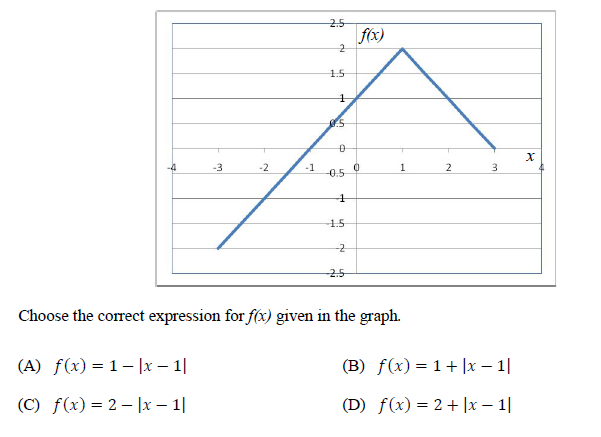 2.5
f(x)
2
1.5
1
0.5
0
x
-4 -3 -2 -1 0 1 2 3 4
-0.5
-1
-1.5
-2
-2.5
Choose the correct expression for f(x) given in the graph.
(A) f(x) = 1 − |x − 1| (B) f(x) = 1 + |x − 1|
(C) f(x) = 2 − |x − 1| (D) f(x) = 2 + |x − 1|